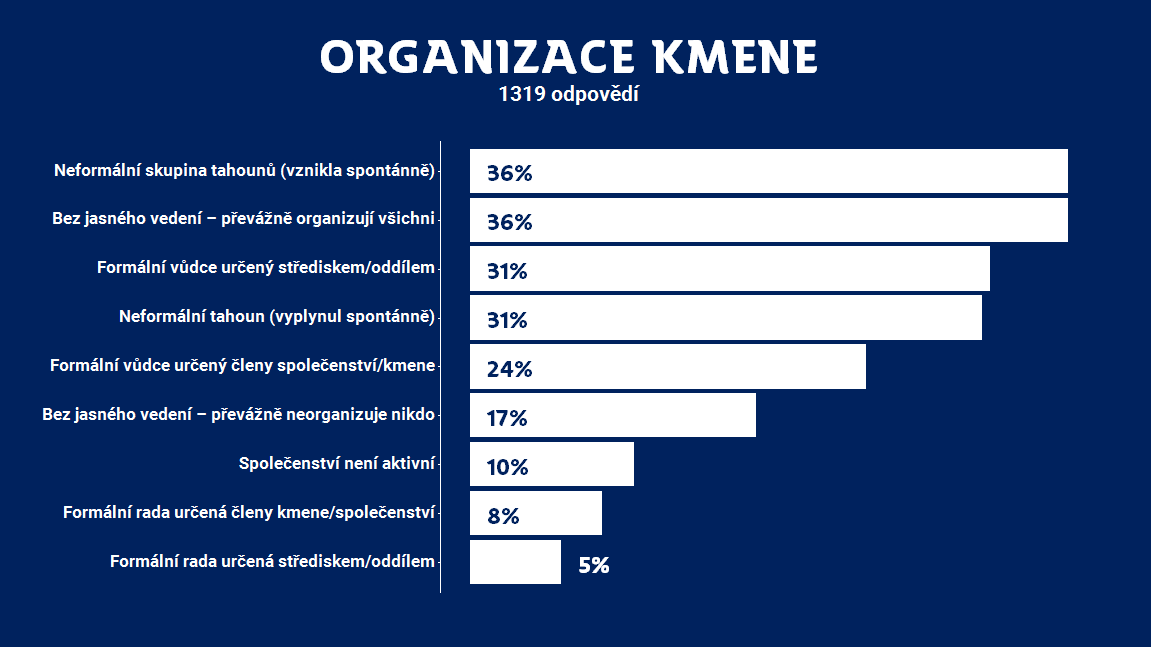 ORGANIZACE KMENE
1319 odpovědí
Neformální skupina tahounů (vznikla spontánně) 36%
Bez jasného vedení – převážně organizují všichni 36%
Formální vůdce určený střediskem/oddílem 31%
Neformální tahoun (vyplynul spontánně) 31%
Formální vůdce určený členy společenství/kmene 24%
Bez jasného vedení – převážně neorganizuje nikdo 17%
Společenství není aktivní 10%
Formální rada určená členy kmene/společenství 8%
Formální rada určená střediskem/oddílem 5%